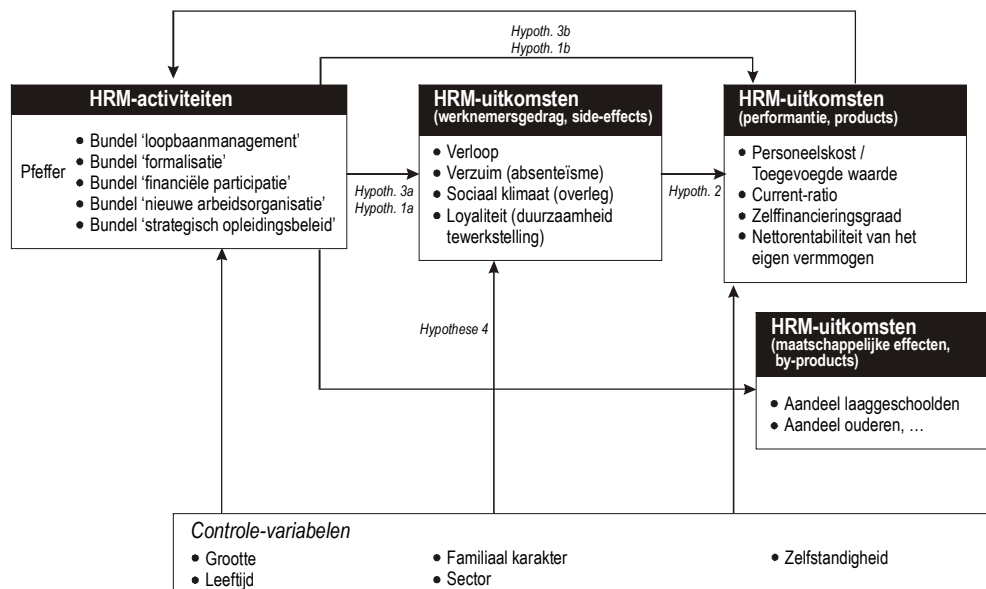 Hypoth. 3b
Hypoth. 1b
HRM-activiteiten
Pfeffer
• Bundel ‘loopbaanmanagement’
• Bundel ‘formalisatie’
• Bundel ‘financiële participatie’
• Bundel ‘nieuwe arbeidsorganisatie’
• Bundel ‘strategisch opleidingsbeleid’
Hypoth. 3a
Hypoth. 1a
HRM-uitkomsten
(werknemersgedrag, side-effects)
• Verloop
• Verzuim (absenteïsme)
• Sociaal klimaat (overleg)
• Loyaliteit (duurzaamheid
tewerkstelling)
Hypoth. 2
HRM-uitkomsten
(performantie, products)
• Personeelskost /
Toegevoegde waarde
• Current-ratio
• Zelffinancieringsgraad
• Nettorentabiliteit van het
eigen vermmogen
Hypothese 4
HRM-uitkomsten
(maatschappelijke effecten,
by-products)
• Aandeel laaggeschoolden
• Aandeel ouderen, …
Controle-variabelen
• Grootte
• Leeftijd
• Familiaal karakter
• Sector
• Zelfstandigheid